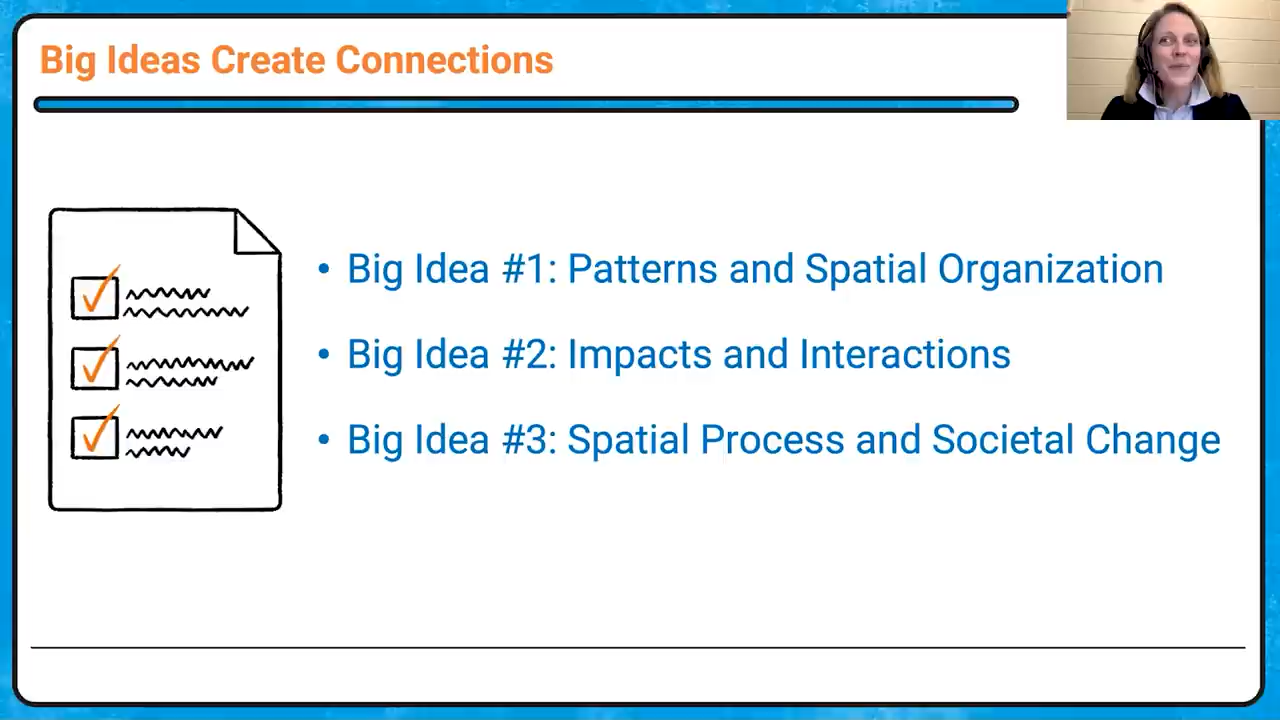 Big Ideas Create Connections
• Big Idea #1: Patterns and Spatial Organization
• Big Idea #2: Impacts and Interactions
• Big Idea #3: Spatial Process and Societal Change